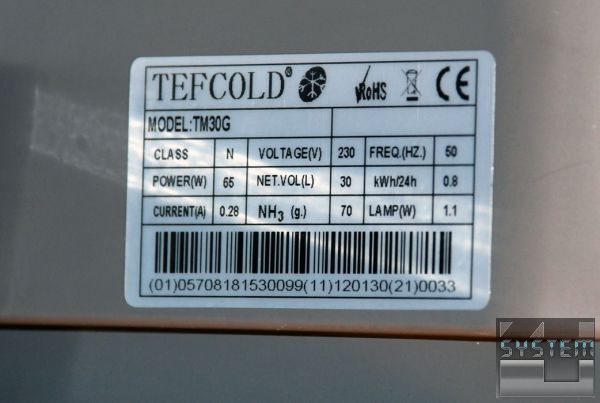 TEFCOLD® RoHS CE
MODEL:TM30G
CLASS N VOLTAGE(V) 230 FREQ.(HZ.) 50
POWER(W) 65 NET.VOL(L) 30 kWh/24h 0.8
CURRENT(A) 0.28 NH3 (g.) 70 LAMP(W) 1.1
(01)05708181530099(11)120130(21)0033
SYSTEM